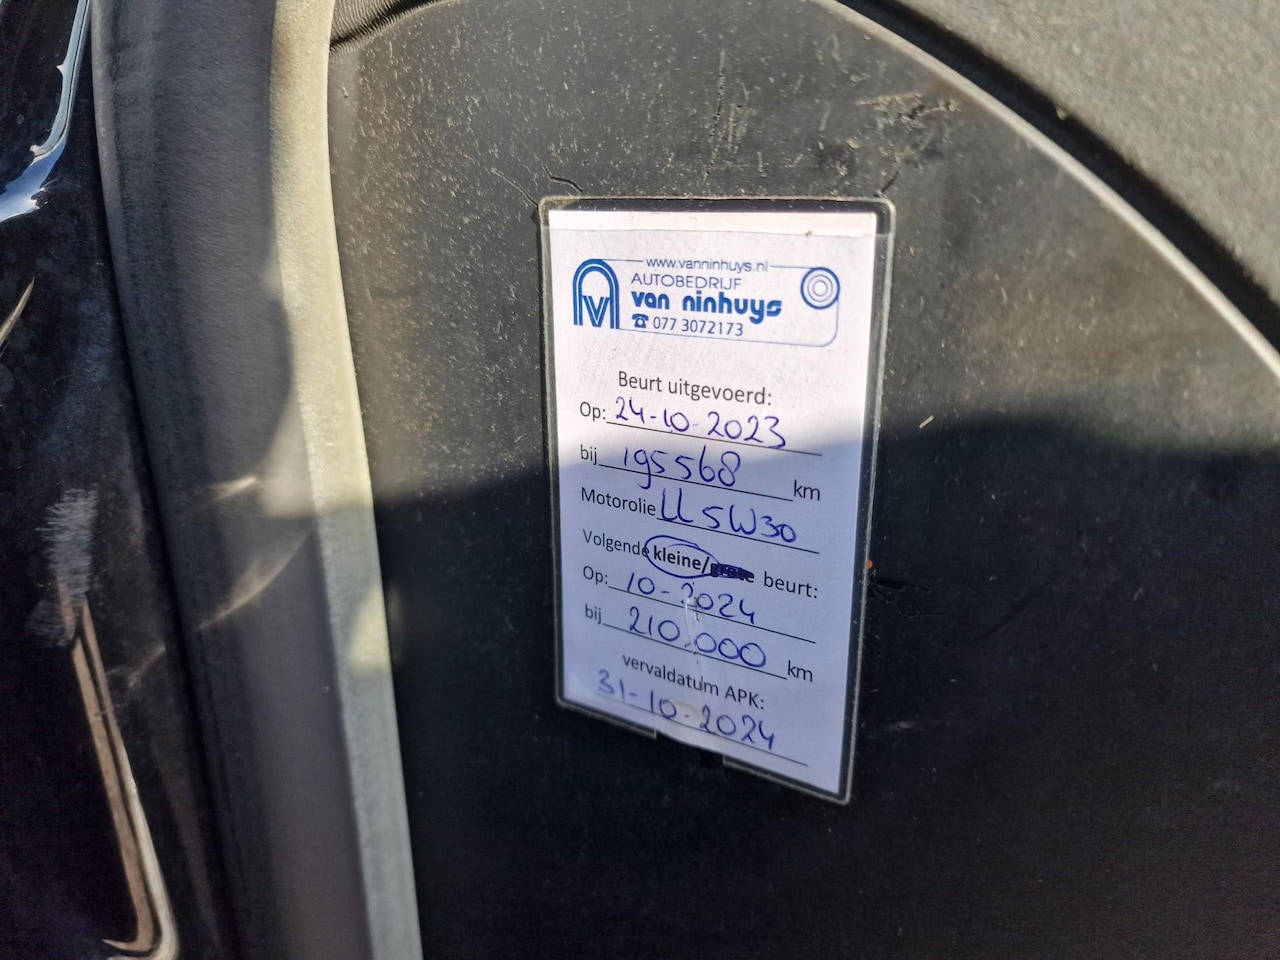 www.vanninhuys.nl
AUTOBEDRIJF
van ninhuys
☎ 077 3072173
Beurt uitgevoerd:
Op: 24-10-2023
bij 195568 km
Motorolie LL 5W30
Volgende kleine/grote beurt:
Op: 10-2024
bij 210.000 km
vervaldatum APK:
31-10-2024